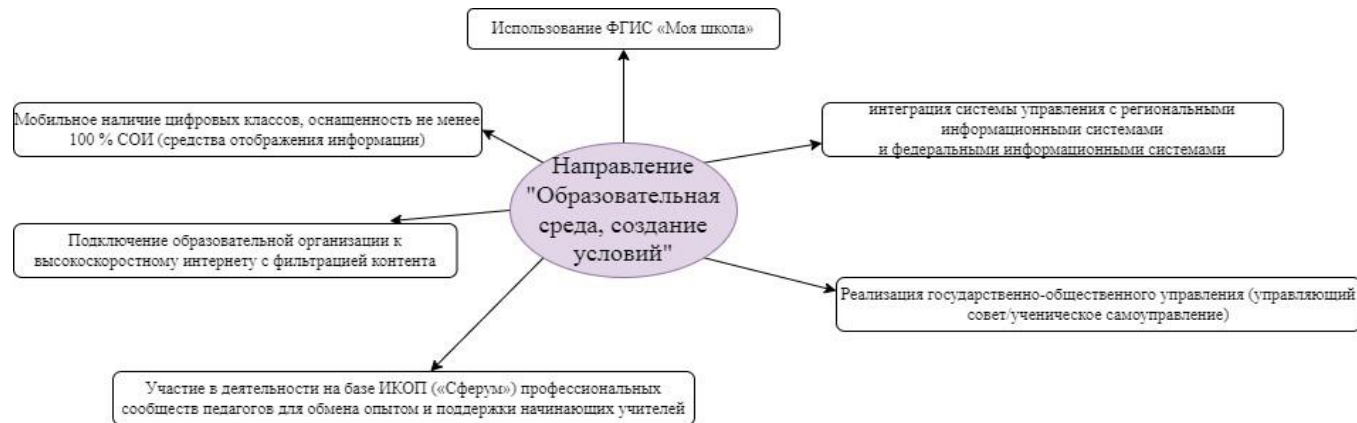 Использование ФГИС «Моя школа»
Мобильное наличие цифровых классов, оснащенность не менее
100 % СОИ (средства отображения информации)
интеграция системы управления с региональными
информационными системами
и федеральными информационными системами
Направление
"Образовательная
среда, создание
условий"
Подключение образовательной организации к
высокоскоростному интернету с фильтрацией контента
Реализация государственно-общественного управления (управляющий
совет/ученическое самоуправление)
Участие в деятельности на базе ИКОП («Сферум») профессиональных
сообществ педагогов для обмена опытом и поддержки начинающих учителей